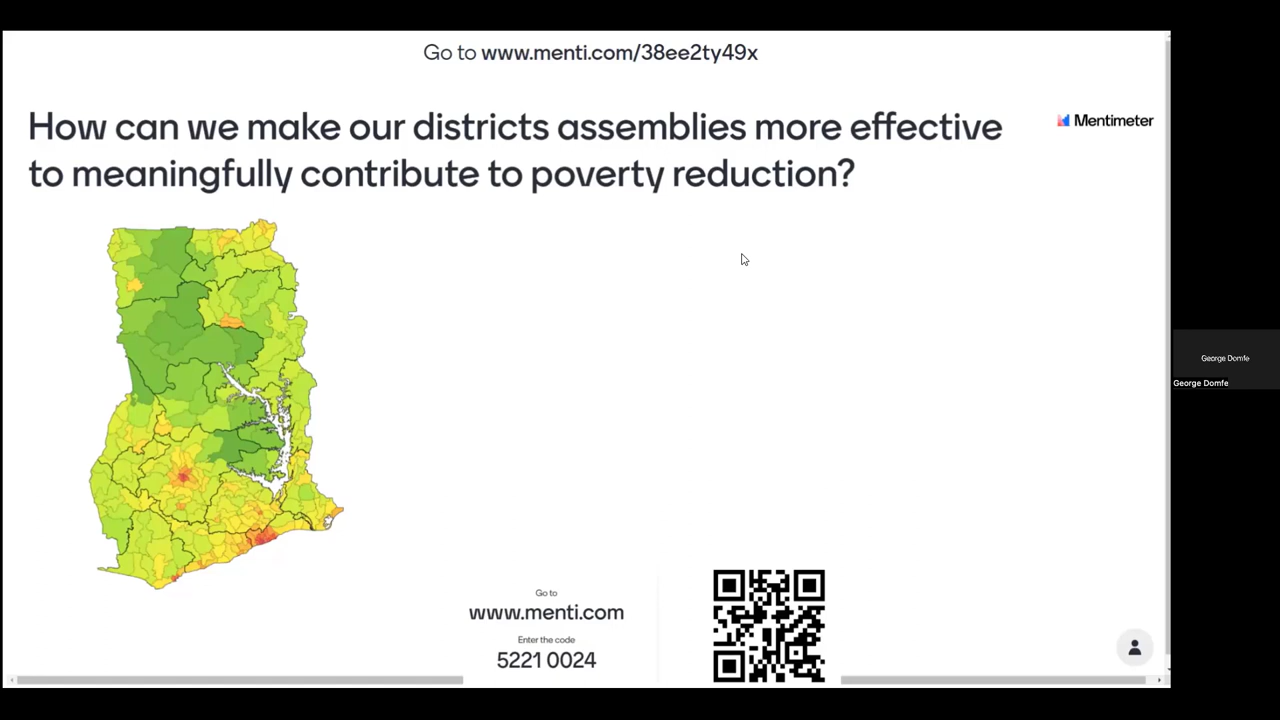 Go to www.menti.com/38ee2ty49x
How can we make our districts assemblies more effective
to meaningfully contribute to poverty reduction?
Mentimeter
George Domfe
George Domfe
Go to
www.menti.com
Enter the code
5221 0024